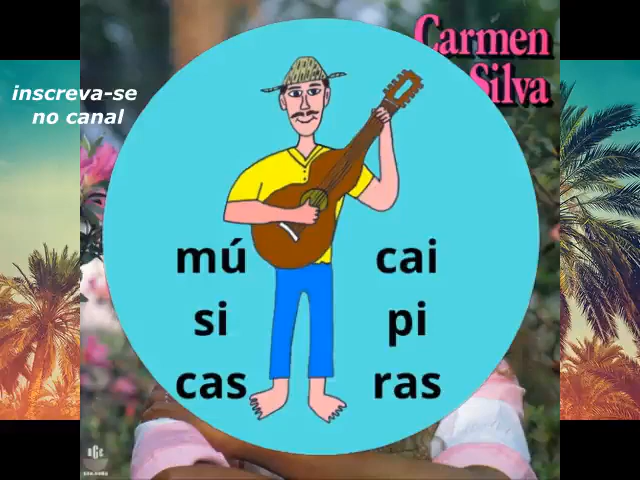 Carmen
Silva
inscreva-se
no canal
mú
si
cas
cai
pi
ras